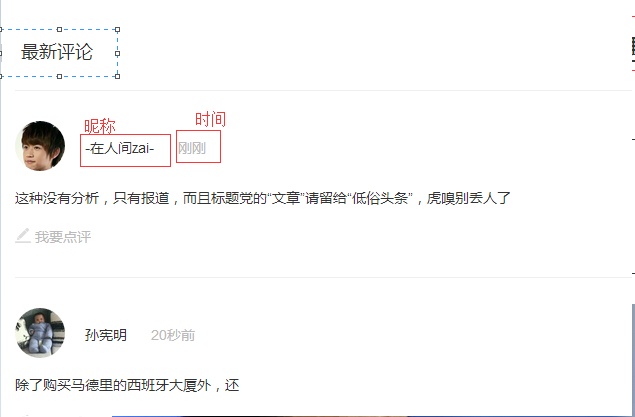 最新评论
昵称 时间
-在人间zai- 刚刚
这种没有分析，只有报道，而且标题党的“文章”请留给“低俗头条”，虎嗅别丢人了
我要点评
孙宪明 20秒前
除了购买马德里的西班牙大厦外，还